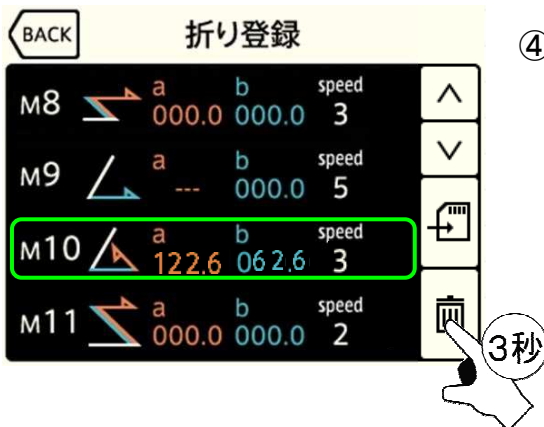 BACK 折り登録 ④
M8 a 000.0 b 000.0 speed 3
M9 a --- b 000.0 speed 5
M10 a 122.6 b 062.6 speed 3
M11 a 000.0 b 000.0 speed 2
3秒